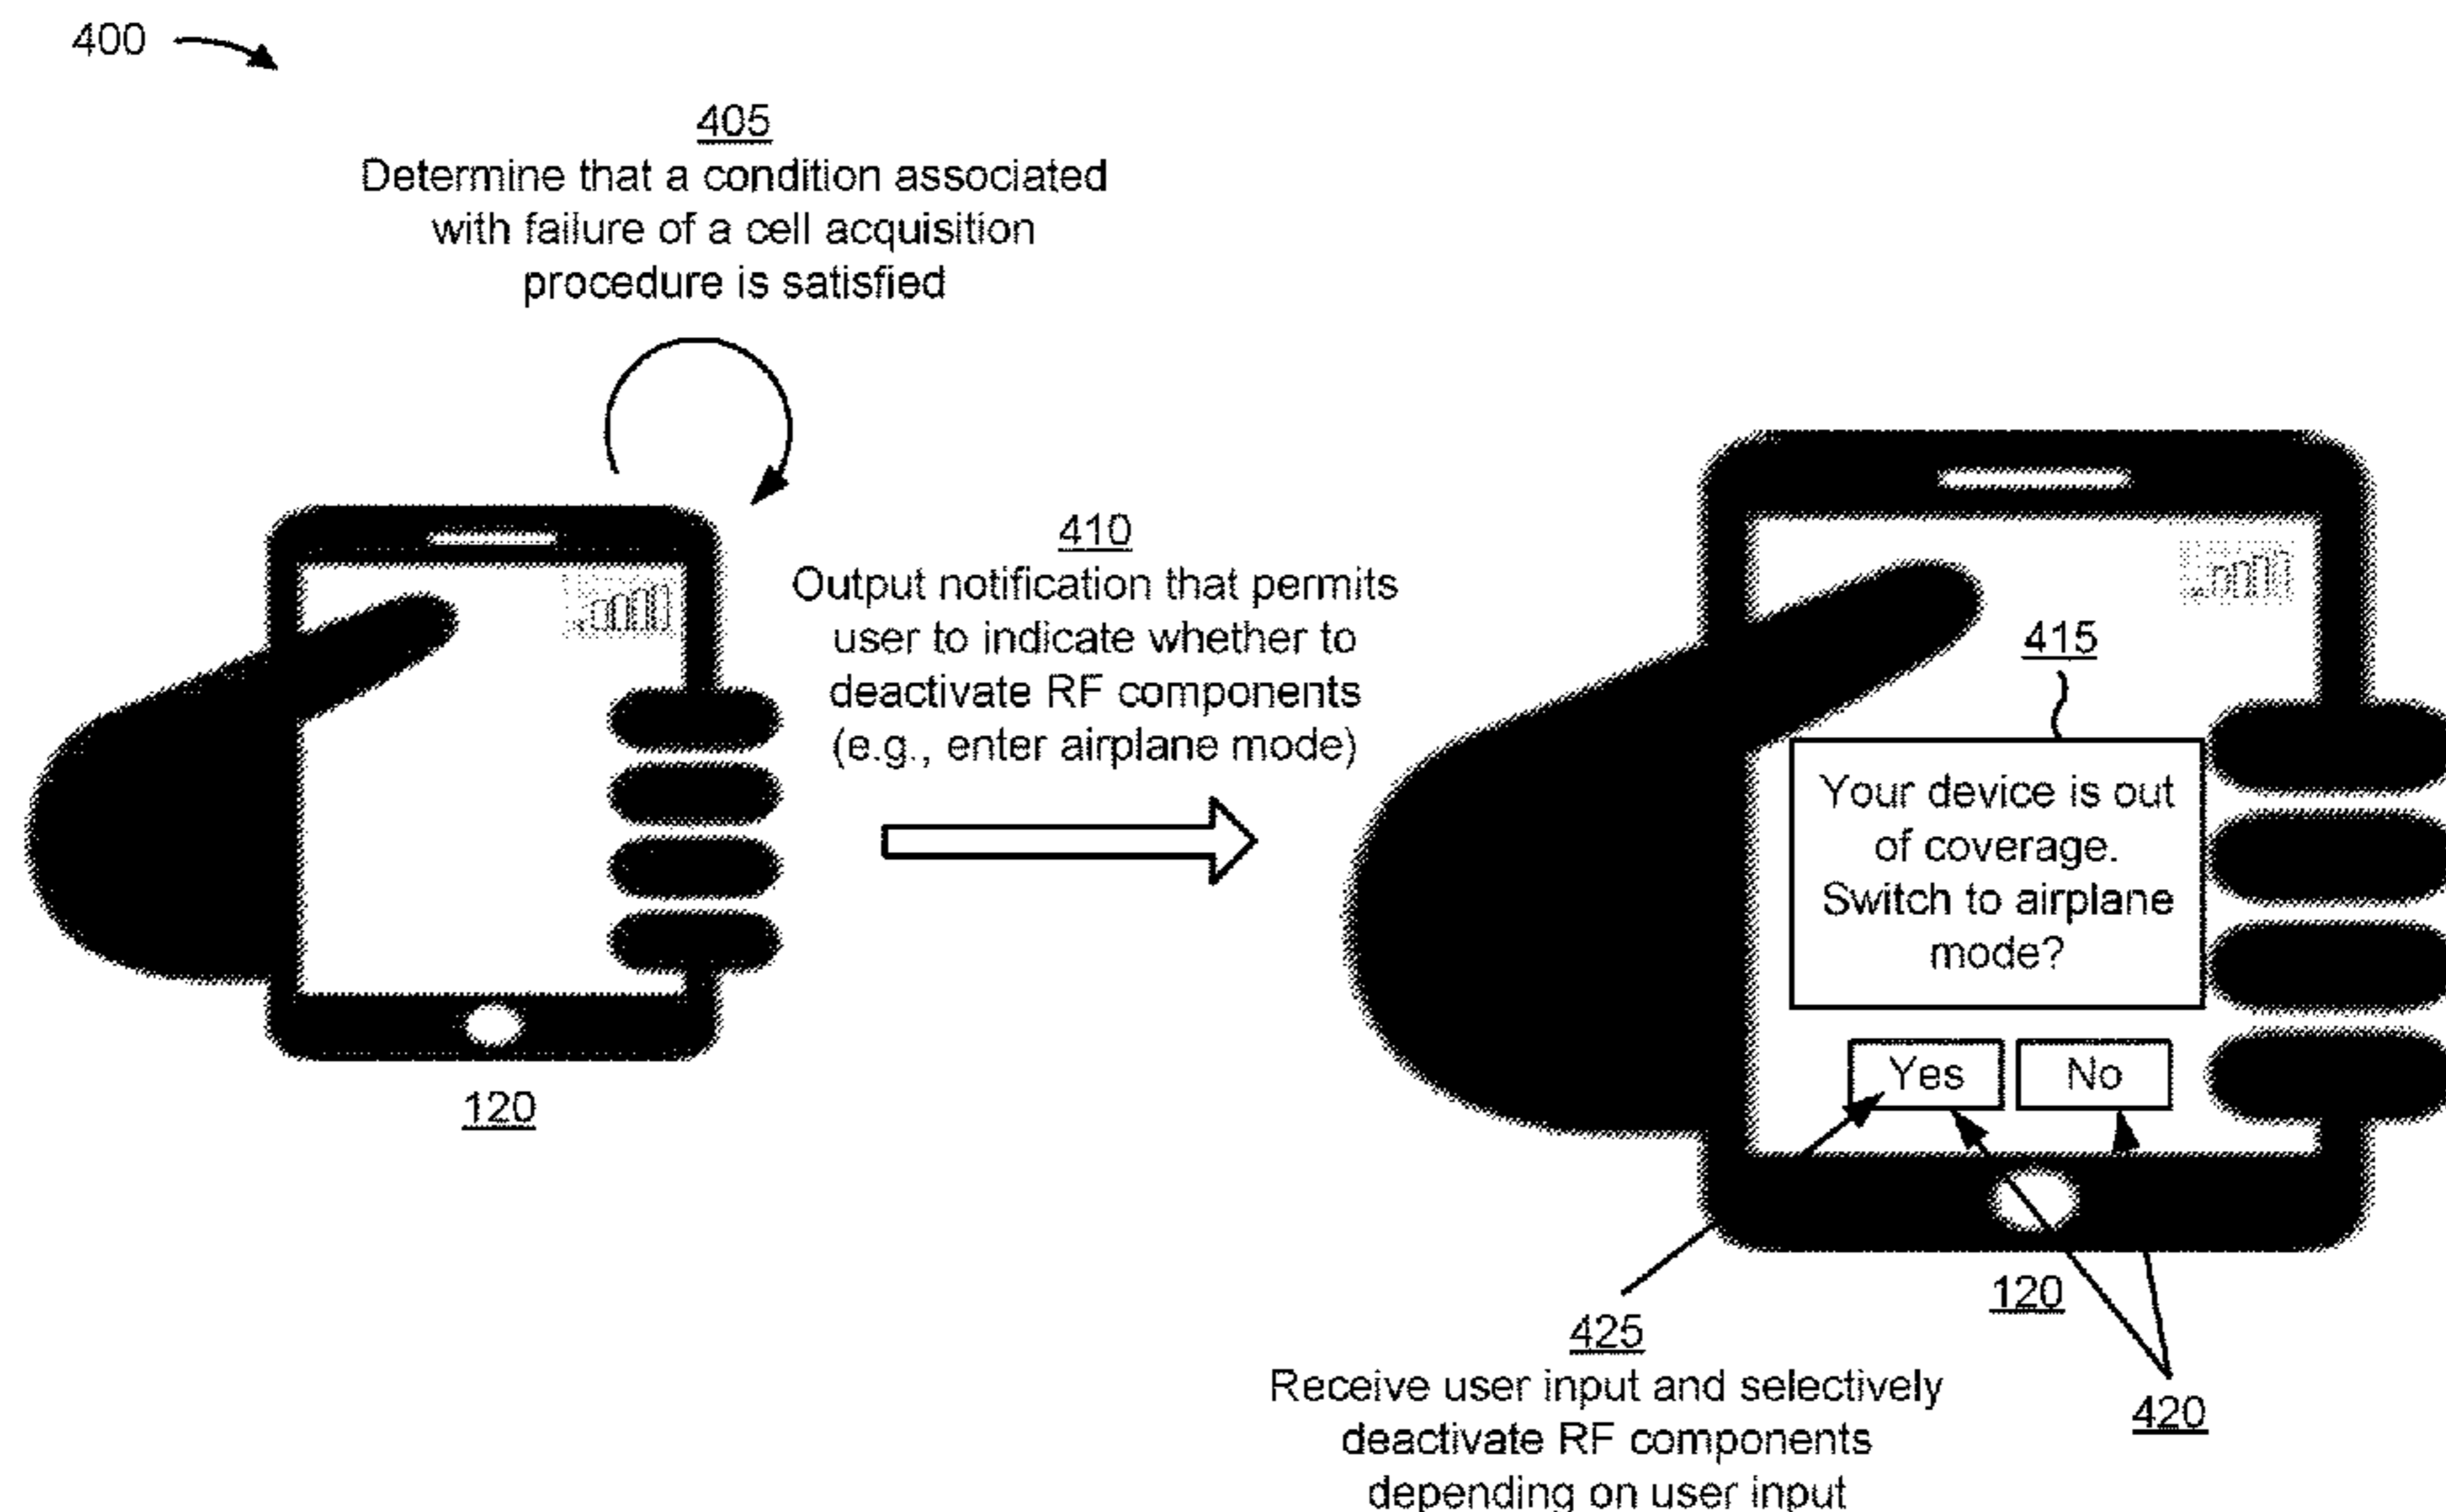 400
405
Determine that a condition associated
with failure of a cell acquisition
procedure is satisfied
410
Output notification that permits
user to indicate whether to
deactivate RF components
(e.g., enter airplane mode)
120
415
Your device is out
of coverage.
Switch to airplane
mode?
Yes No
120
425
Receive user input and selectively
deactivate RF components
depending on user input
420